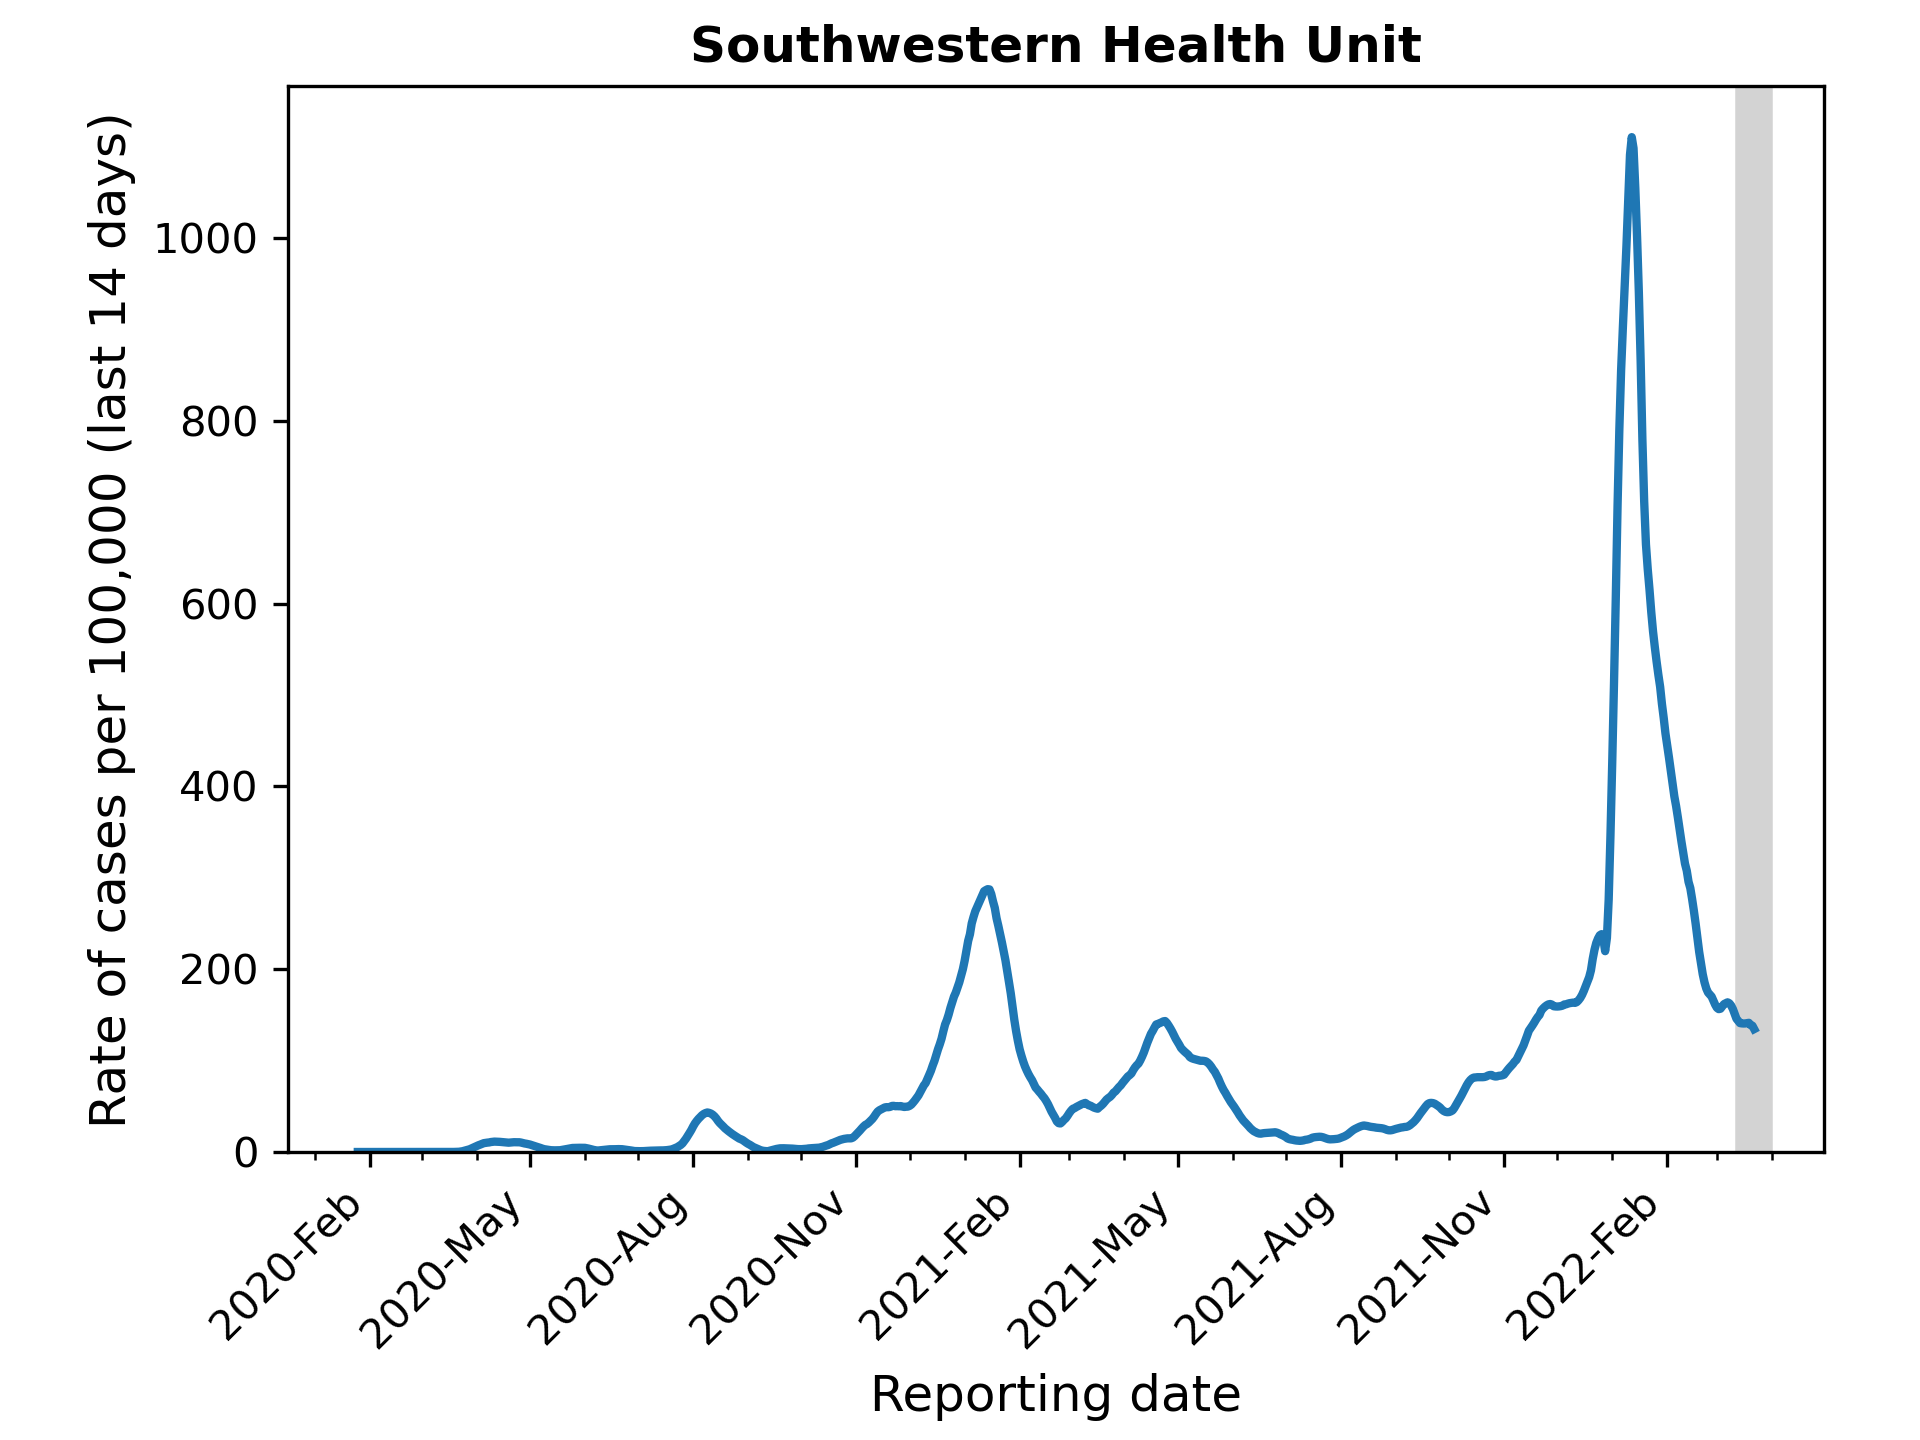 Southwestern Health Unit
Rate of cases per 100,000 (last 14 days)
1000
800
600
400
200
0
2020-Feb
2020-May
2020-Aug
2020-Nov
2021-Feb
2021-May
2021-Aug
2021-Nov
2022-Feb
Reporting date